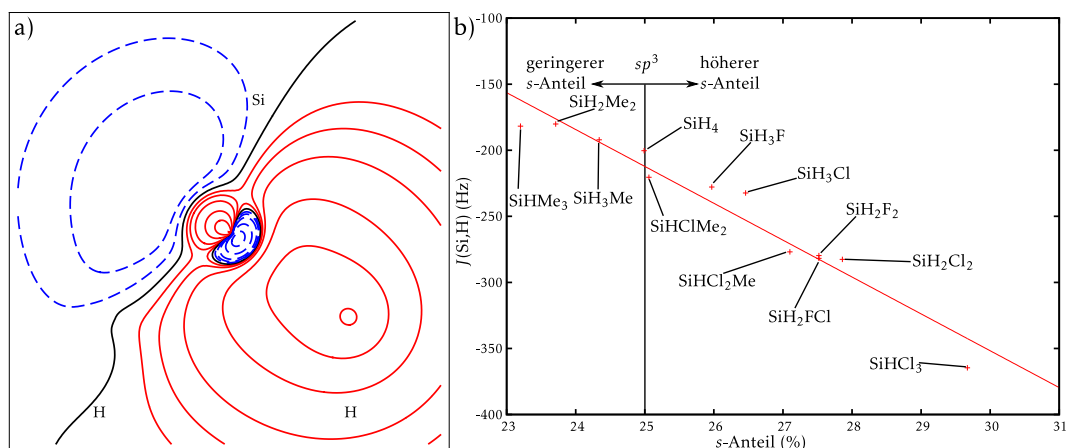 a)
Si
H
H
b)
-100
-150
-200
-250
-300
-350
-400
J(Si,H) (Hz)
geringerer
s-Anteil
sp³
höherer
s-Anteil
SiH₂Me₂
SiH₄
SiH₃F
SiH₃Cl
SiHMe₃
SiH₃Me
SiHClMe₂
SiH₂F₂
SiHCl₂Me
SiH₂Cl₂
SiH₂FCl
SiHCl₃
23
24
25
26
27
28
29
30
31
s-Anteil (%)